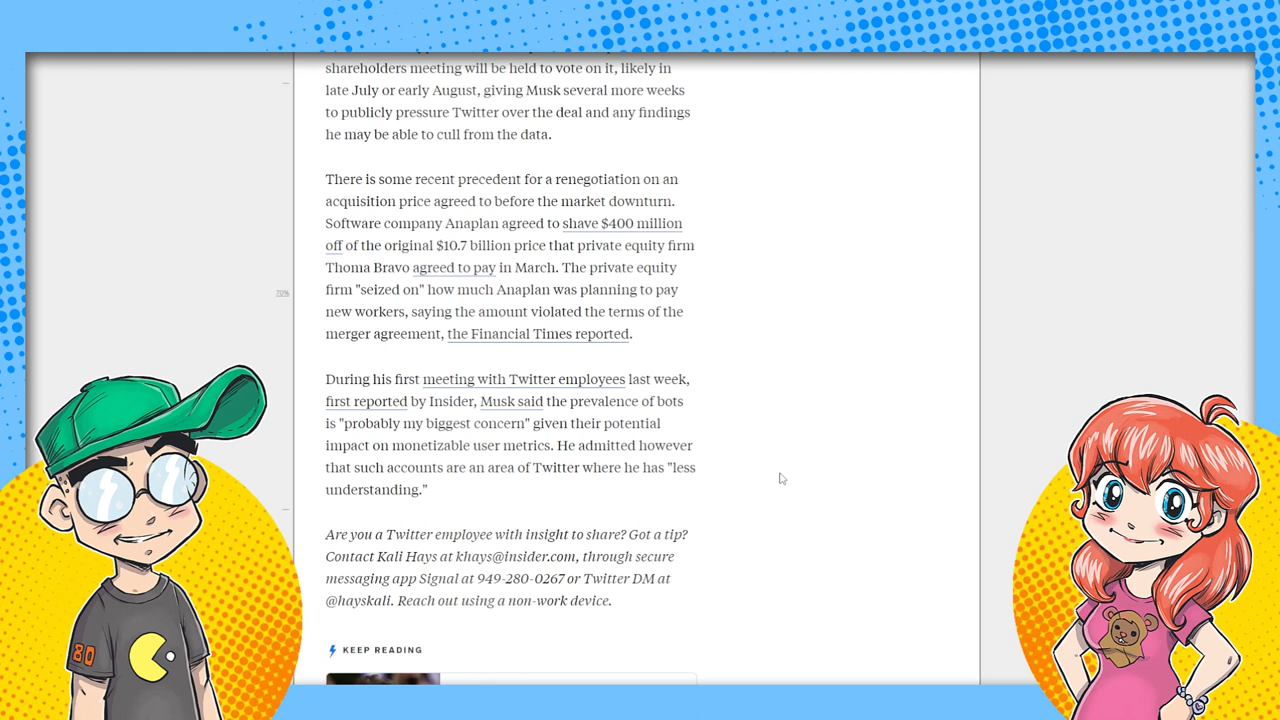 shareholders meeting will be held to vote on it, likely in
late July or early August, giving Musk several more weeks
to publicly pressure Twitter over the deal and any findings
he may be able to cull from the data.
There is some recent precedent for a renegotiation on an
acquisition price agreed to before the market downturn.
Software company Anaplan agreed to shave $400 million
off of the original $10.7 billion price that private equity firm
Thoma Bravo agreed to pay in March. The private equity
firm "seized on" how much Anaplan was planning to pay
new workers, saying the amount violated the terms of the
merger agreement, the Financial Times reported.
70%
During his first meeting with Twitter employees last week,
first reported by Insider, Musk said the prevalence of bots
is "probably my biggest concern" given their potential
impact on monetizable user metrics. He admitted however
that such accounts are an area of Twitter where he has "less
understanding."
Are you a Twitter employee with insight to share? Got a tip?
Contact Kali Hays at khays@insider.com, through secure
messaging app Signal at 949-280-0267 or Twitter DM at
@hayskali. Reach out using a non-work device.
KEEP READING
80